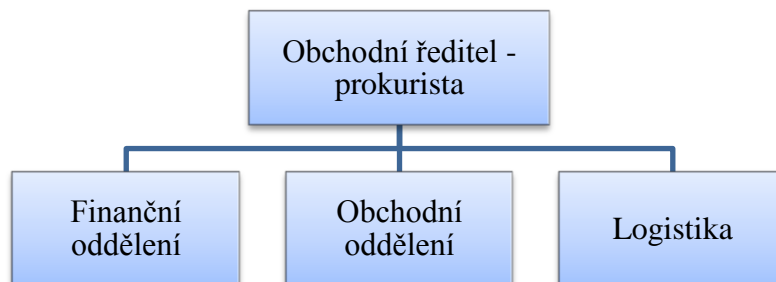 Obchodní ředitel -
prokurista
Finanční
oddělení
Obchodní
oddělení
Logistika